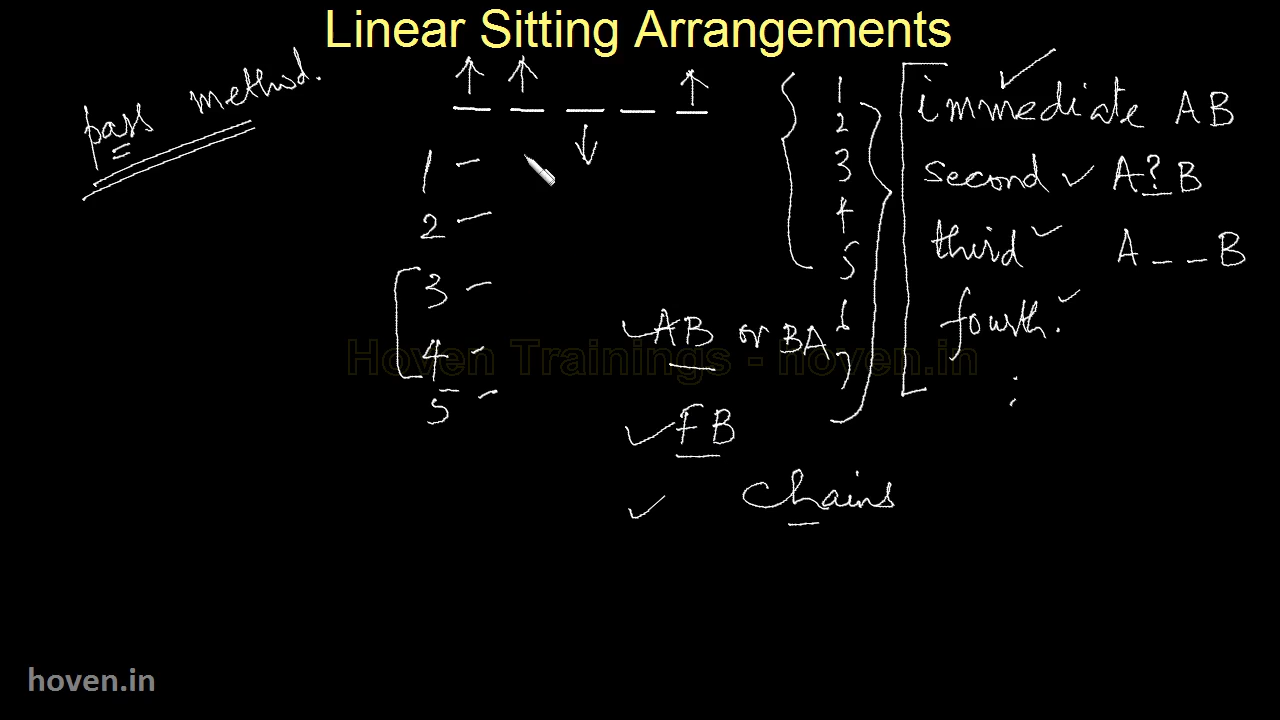 Linear Sitting Arrangements
pass method.
1 –
2 –
3 –
4 –
5 –
1
2
3
4
5
6
7
immediate AB
second A ? B
third A _ _ B
fourth.
:
AB or BA
FB
chains
Hoven Trainings - hoven.in
hoven.in